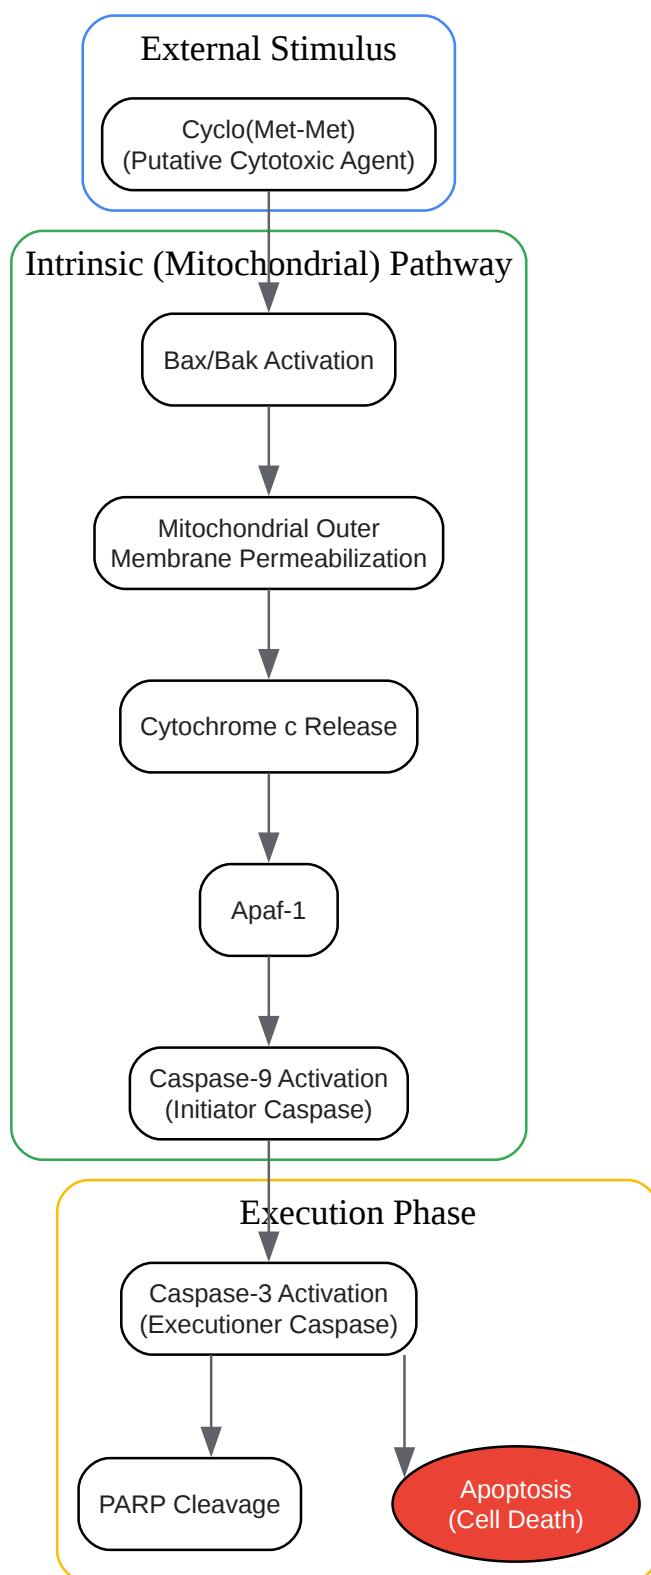 External Stimulus
Cyclo(Met-Met)
(Putative Cytotoxic Agent)
Intrinsic (Mitochondrial) Pathway
Bax/Bak Activation
Mitochondrial Outer
Membrane Permeabilization
Cytochrome c Release
Apaf-1
Caspase-9 Activation
(Initiator Caspase)
Execution Phase
Caspase-3 Activation
(Executioner Caspase)
PARP Cleavage
Apoptosis
(Cell Death)